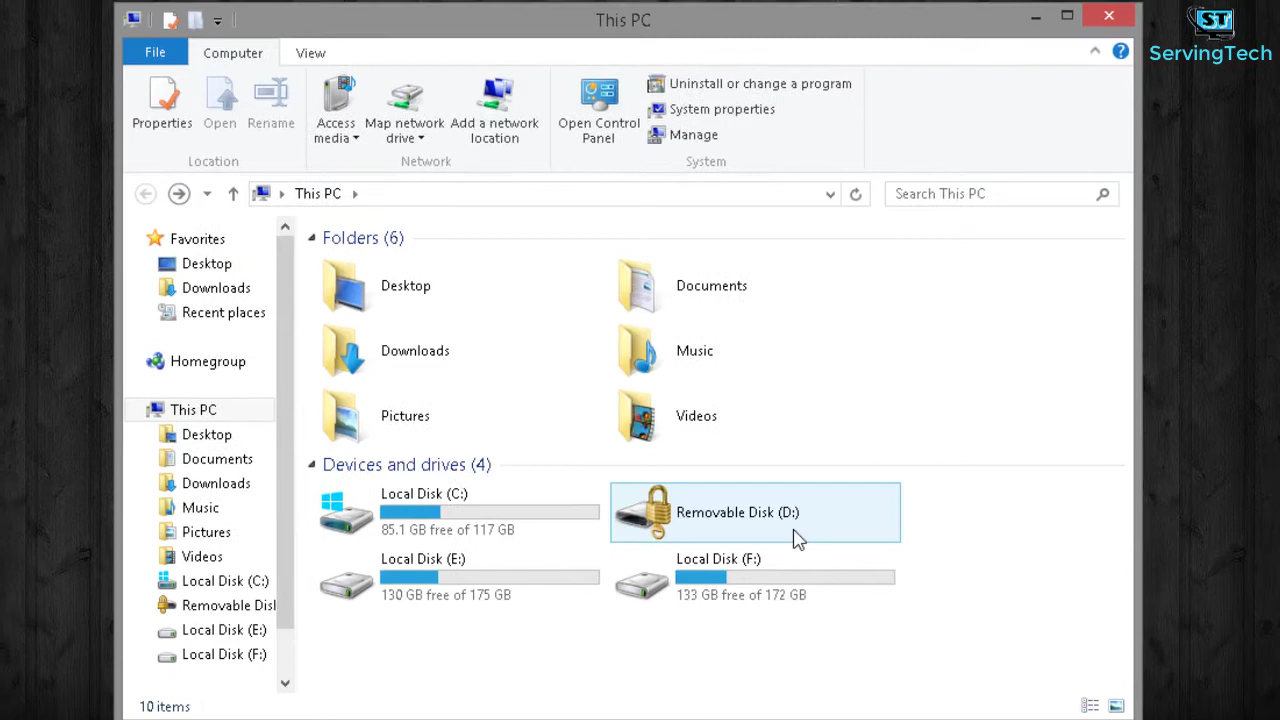 This PC
ST
ServingTech
File
Computer
View
?
Properties
Open
Rename
Access media
Map network drive
Add a network location
Open Control Panel
Uninstall or change a program
System properties
Manage
Location
Network
System
This PC
Search This PC
Favorites
Desktop
Downloads
Recent places
Homegroup
This PC
Desktop
Documents
Downloads
Music
Pictures
Videos
Local Disk (C:)
Removable Disl
Local Disk (E:)
Local Disk (F:)
Folders (6)
Desktop
Documents
Downloads
Music
Pictures
Videos
Devices and drives (4)
Local Disk (C:)
85.1 GB free of 117 GB
Removable Disk (D:)
Local Disk (E:)
130 GB free of 175 GB
Local Disk (F:)
133 GB free of 172 GB
10 items